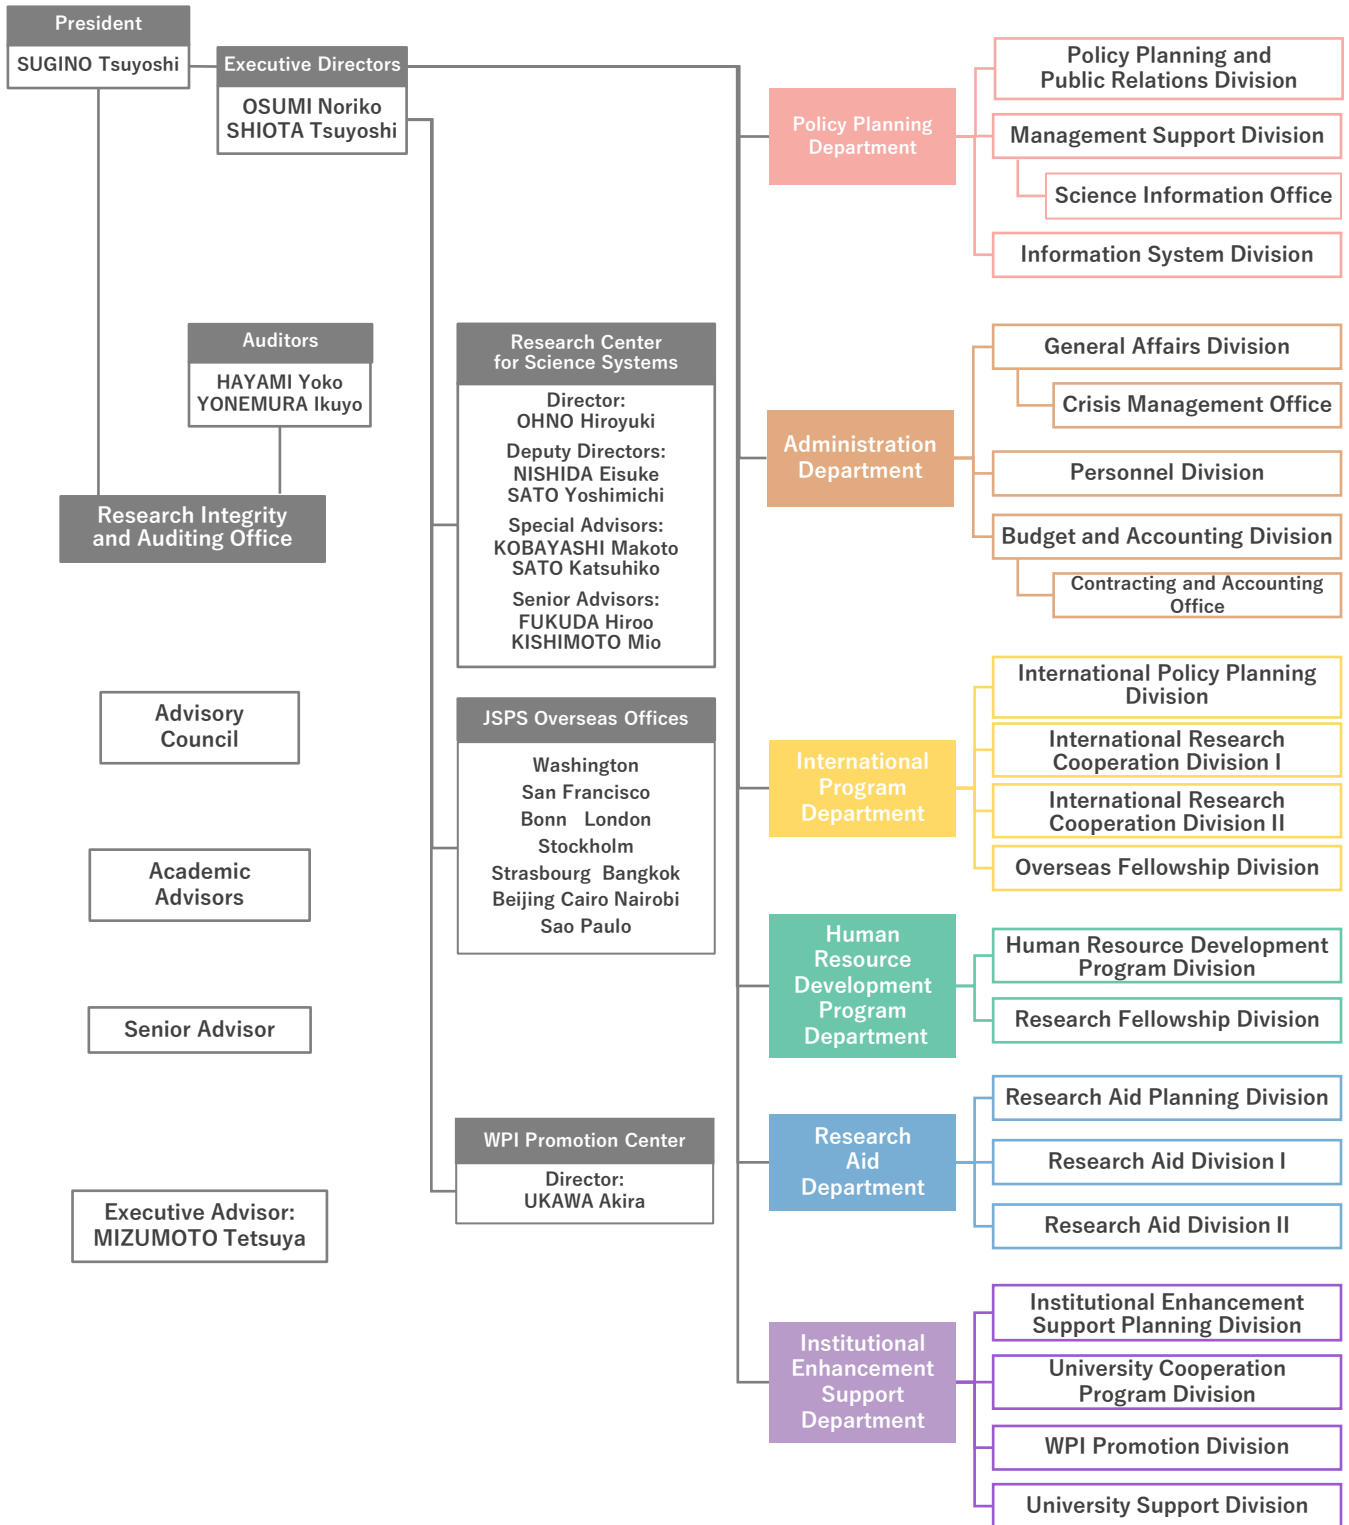 President
SUGINO Tsuyoshi
Executive Directors
OSUMI Noriko
SHIOTA Tsuyoshi
Auditors
HAYAMI Yoko
YONEMURA Ikuyo
Research Integrity
and Auditing Office
Advisory
Council
Academic
Advisors
Senior Advisor
Executive Advisor:
MIZUMOTO Tetsuya
Research Center
for Science Systems
Director:
OHNO Hiroyuki
Deputy Directors:
NISHIDA Eisuke
SATO Yoshimichi
Special Advisors:
KOBAYASHI Makoto
SATO Katsuhiko
Senior Advisors:
FUKUDA Hiroo
KISHIMOTO Mio
JSPS Overseas Offices
Washington
San Francisco
Bonn London
Stockholm
Strasbourg Bangkok
Beijing Cairo Nairobi
Sao Paulo
WPI Promotion Center
Director:
UKAWA Akira
Policy Planning
Department
Policy Planning and
Public Relations Division
Management Support Division
Science Information Office
Information System Division
Administration
Department
General Affairs Division
Crisis Management Office
Personnel Division
Budget and Accounting Division
Contracting and Accounting
Office
International
Program
Department
International Policy Planning
Division
International Research
Cooperation Division I
International Research
Cooperation Division II
Overseas Fellowship Division
Human
Resource
Development
Program
Department
Human Resource Development
Program Division
Research Fellowship Division
Research
Aid
Department
Research Aid Planning Division
Research Aid Division I
Research Aid Division II
Institutional
Enhancement
Support
Department
Institutional Enhancement
Support Planning Division
University Cooperation
Program Division
WPI Promotion Division
University Support Division